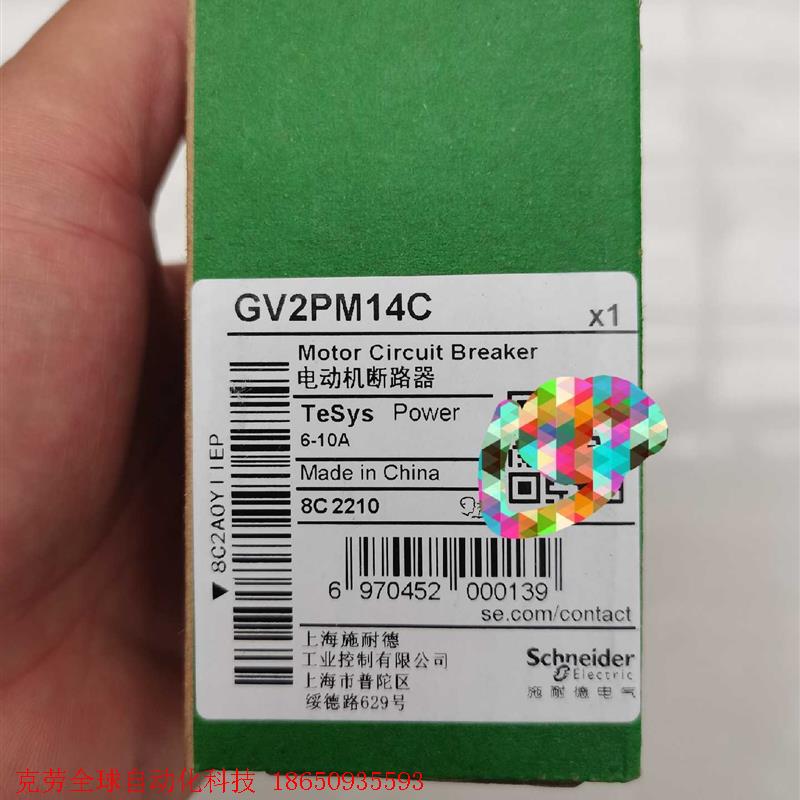 GV2PM14C
x1
Motor Circuit Breaker
电动机断路器
TeSys Power
6-10A
Made in China
8C 2210
8C2A0Y11EP
6 970452 000139
se.com/contact
上海施耐德
工业控制有限公司
上海市普陀区
绥德路629号
Schneider
Electric
施耐德电气
克劳全球自动化科技 18650935593